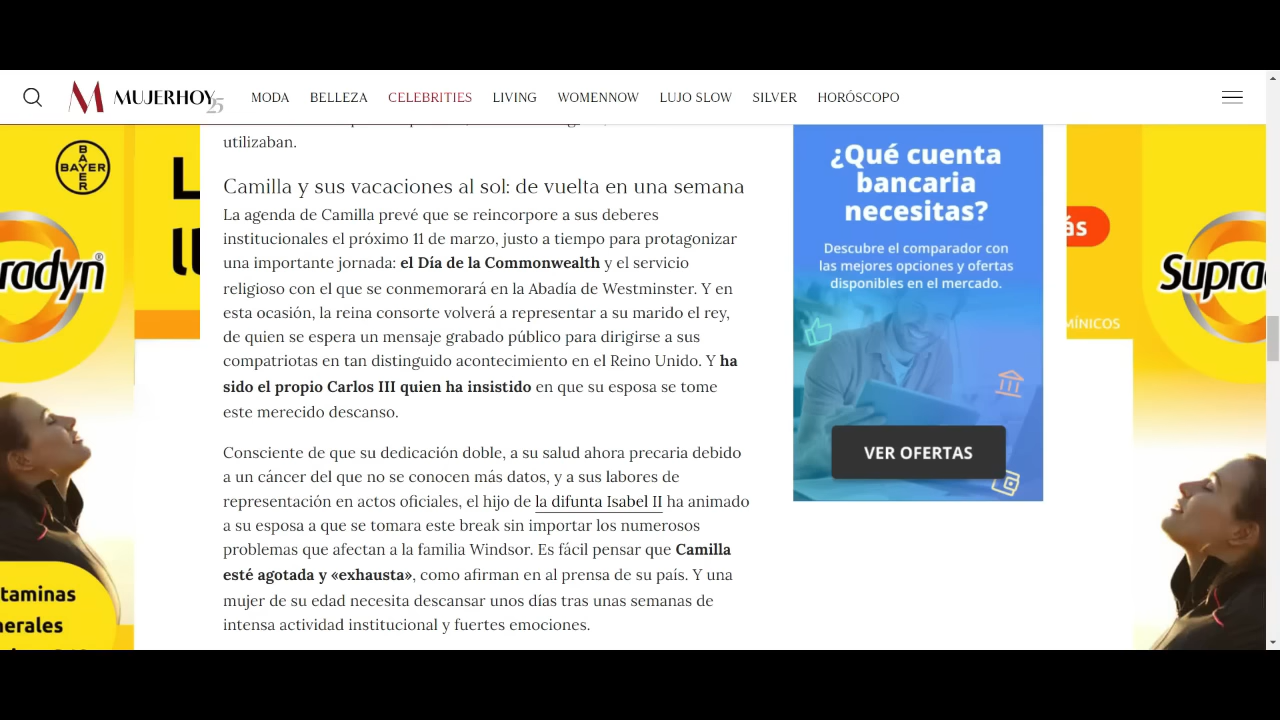 MUJERHOY 25
MODA BELLEZA CELEBRITIES LIVING WOMENNOW LUJO SLOW SILVER HORÓSCOPO
utilizaban.
Camilla y sus vacaciones al sol: de vuelta en una semana
La agenda de Camilla prevé que se reincorpore a sus deberes
institucionales el próximo 11 de marzo, justo a tiempo para protagonizar
una importante jornada: el Día de la Commonwealth y el servicio
religioso con el que se conmemorará en la Abadía de Westminster. Y en
esta ocasión, la reina consorte volverá a representar a su marido el rey,
de quien se espera un mensaje grabado público para dirigirse a sus
compatriotas en tan distinguido acontecimiento en el Reino Unido. Y ha
sido el propio Carlos III quien ha insistido en que su esposa se tome
este merecido descanso.
Consciente de que su dedicación doble, a su salud ahora precaria debido
a un cáncer del que no se conocen más datos, y a sus labores de
representación en actos oficiales, el hijo de la difunta Isabel II ha animado
a su esposa a que se tomara este break sin importar los numerosos
problemas que afectan a la familia Windsor. Es fácil pensar que Camilla
esté agotada y «exhausta», como afirman en al prensa de su país. Y una
mujer de su edad necesita descansar unos días tras unas semanas de
intensa actividad institucional y fuertes emociones.
¿Qué cuenta
bancaria
necesitas?
Descubre el comparador con
las mejores opciones y ofertas
disponibles en el mercado.
VER OFERTAS
BAYER
BAYER
radyn®
L
ll
taminas
nerales
ás
MÍNICOS
Supra